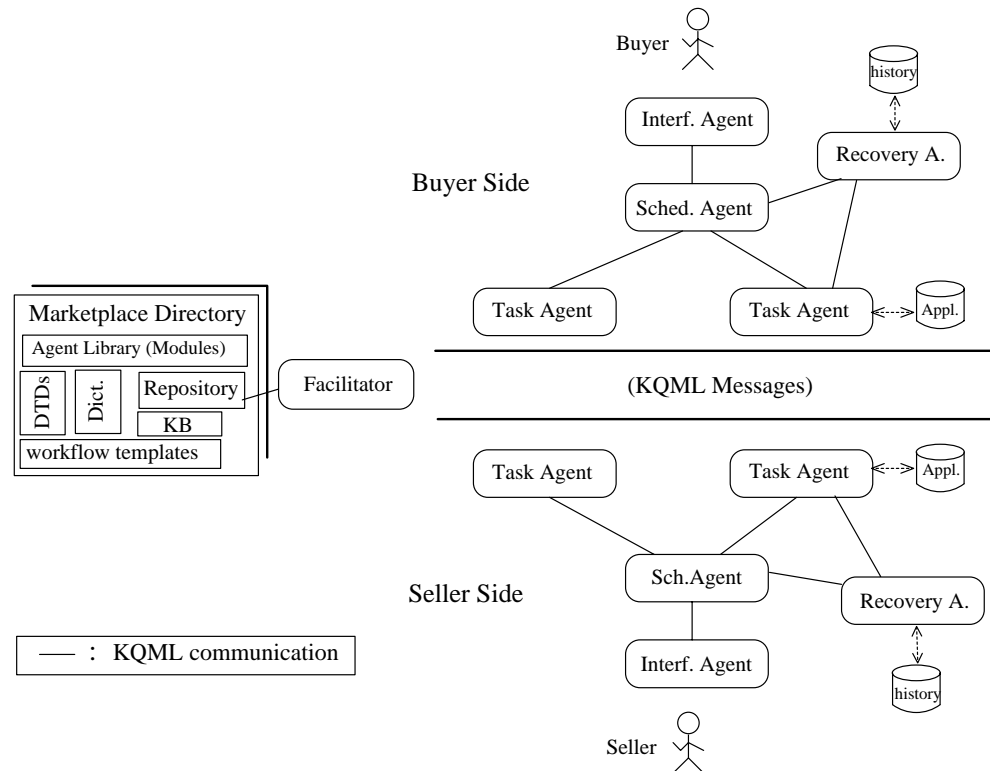 Buyer
history
Interf. Agent
Recovery A.
Buyer Side
Sched. Agent
Task Agent
Task Agent
Appl.
Marketplace Directory
Agent Library (Modules)
DTDs
Dict.
Repository
KB
workflow templates
Facilitator
(KQML Messages)
Task Agent
Task Agent
Appl.
Seller Side
Sch.Agent
Recovery A.
— : KQML communication
Interf. Agent
history
Seller